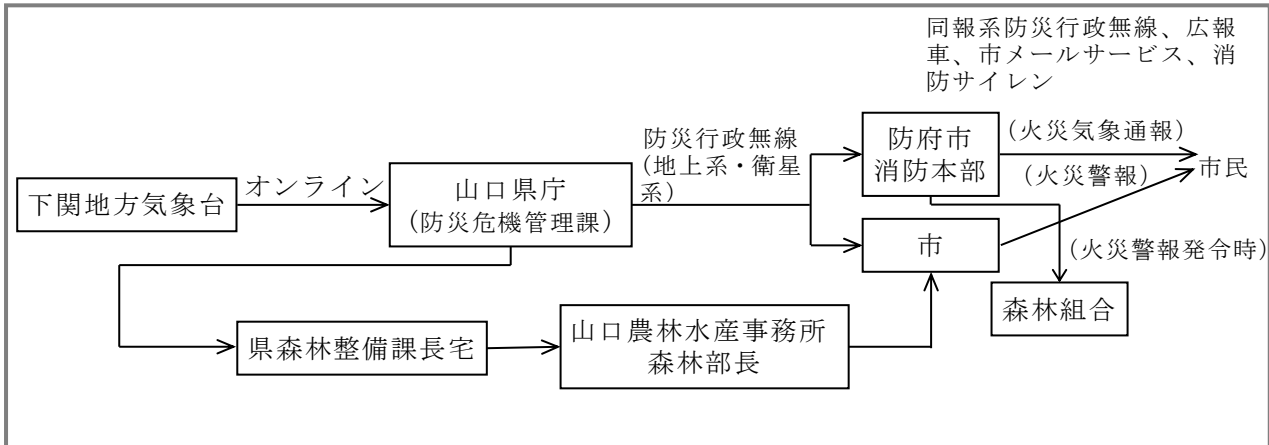 同報系防災行政無線、広報
車、市メールサービス、消
防サイレン
防災行政無線
(地上系・衛星
系)
防府市
消防本部
(火災気象通報)
(火災警報)
市民
下関地方気象台
オンライン
山口県庁
(防災危機管理課)
市
(火災警報発令時)
森林組合
県森林整備課長宅
山口農林水産事務所
森林部長